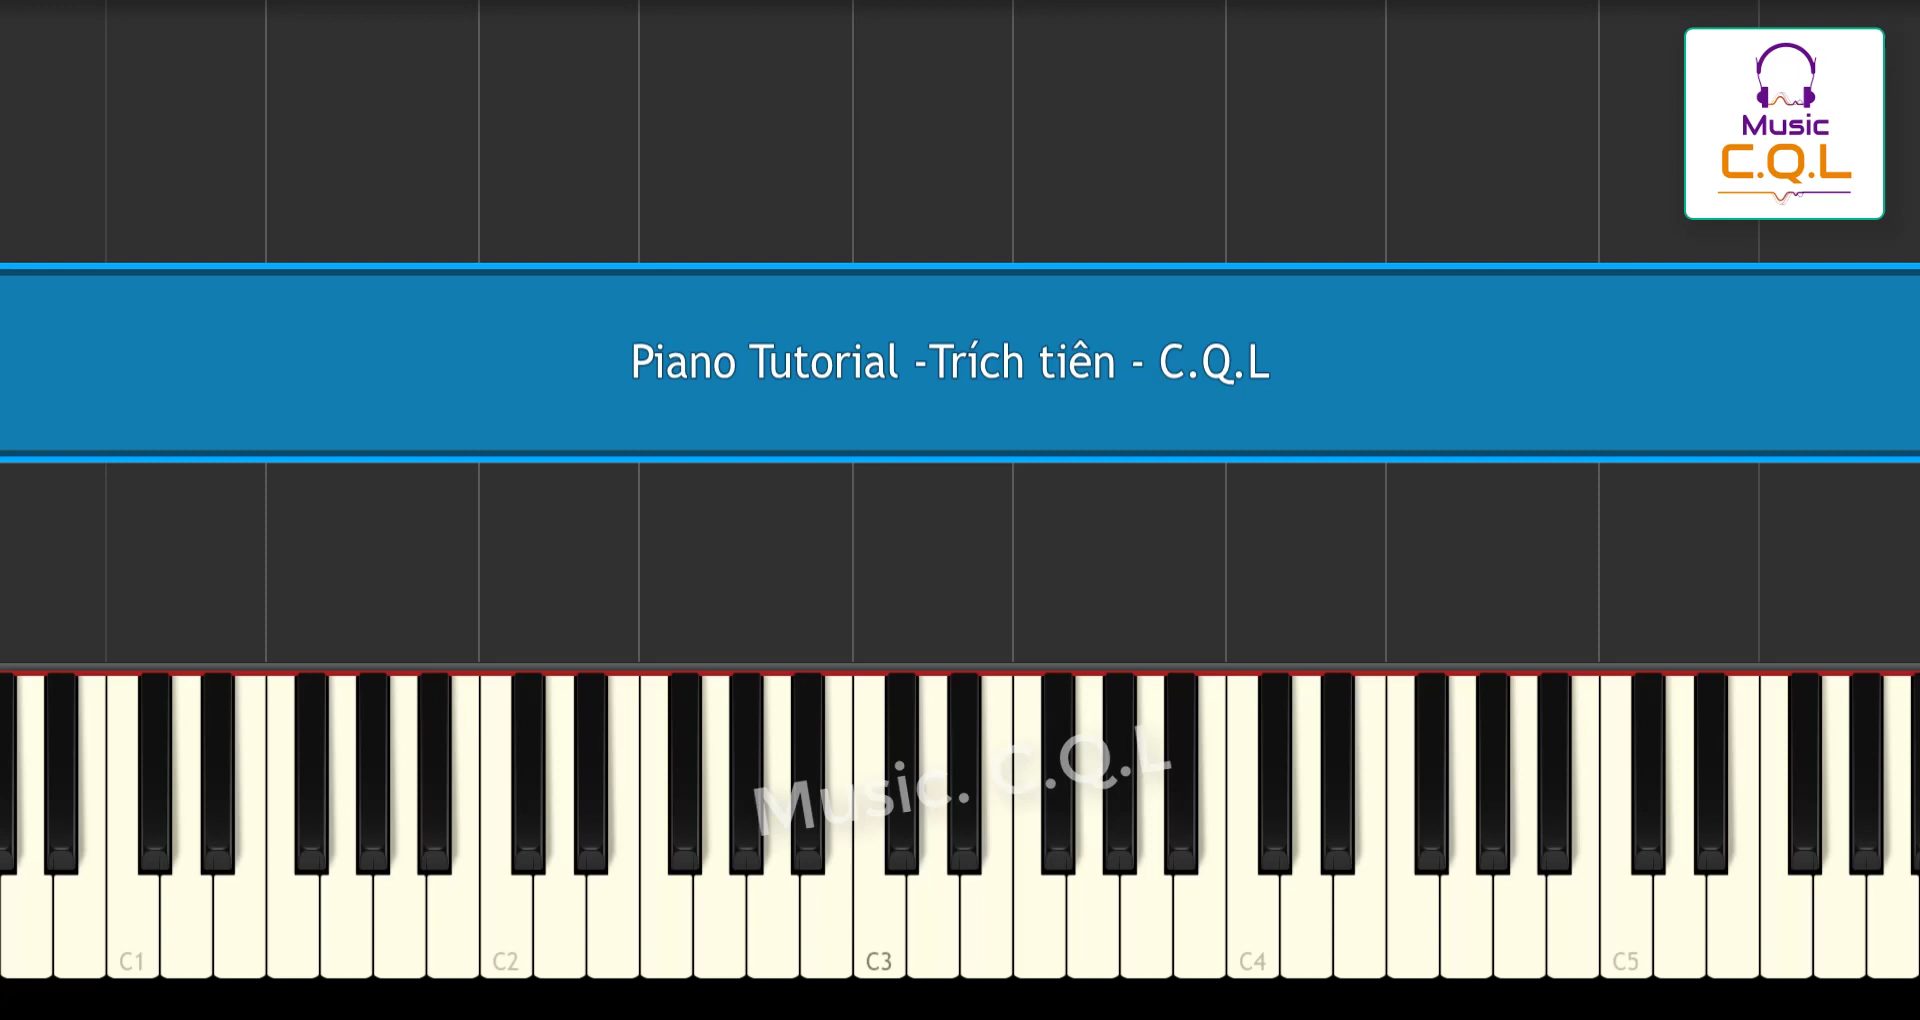 Music
C.Q.L
Piano Tutorial -Trích tiên - C.Q.L
Music. C.Q.L
C1 C2 C3 C4 C5